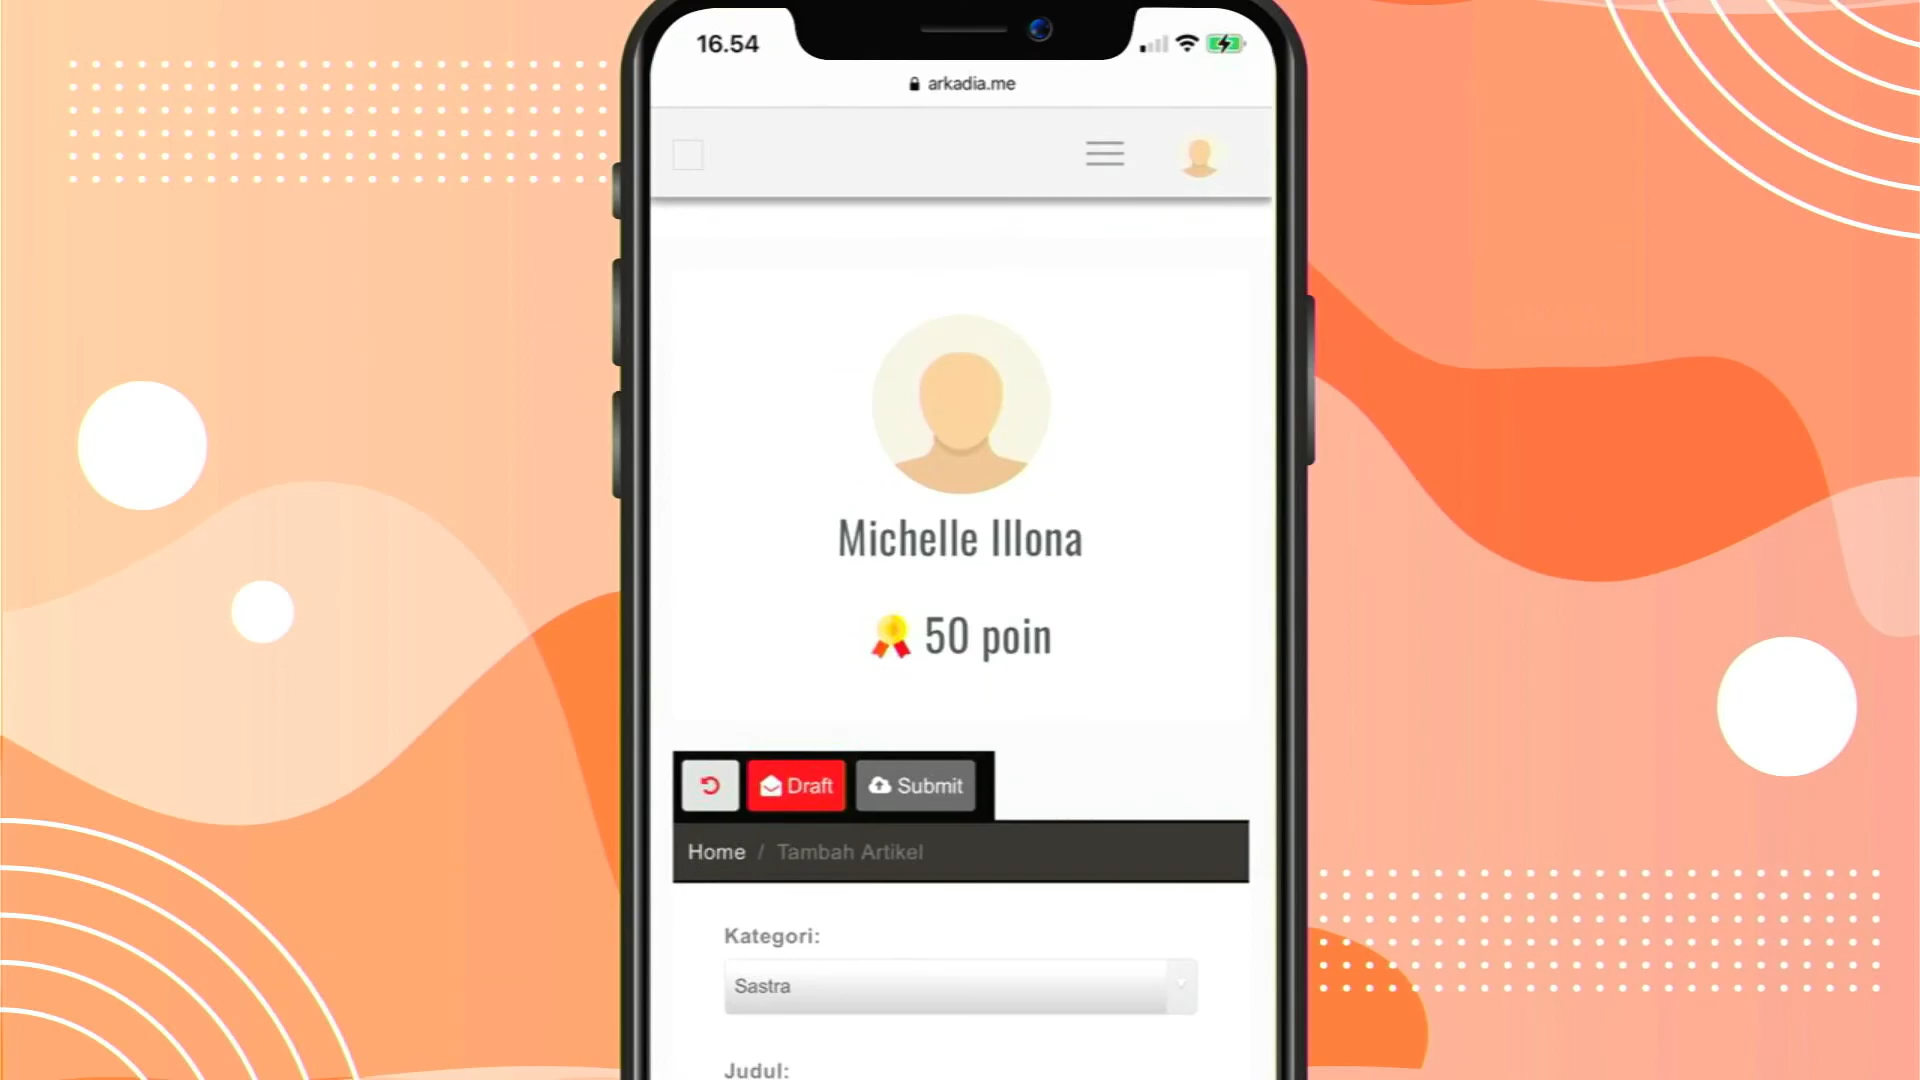 16.54
arkadia.me
Michelle Illona
50 poin
Draft
Submit
Home / Tambah Artikel
Kategori:
Sastra
Judul: